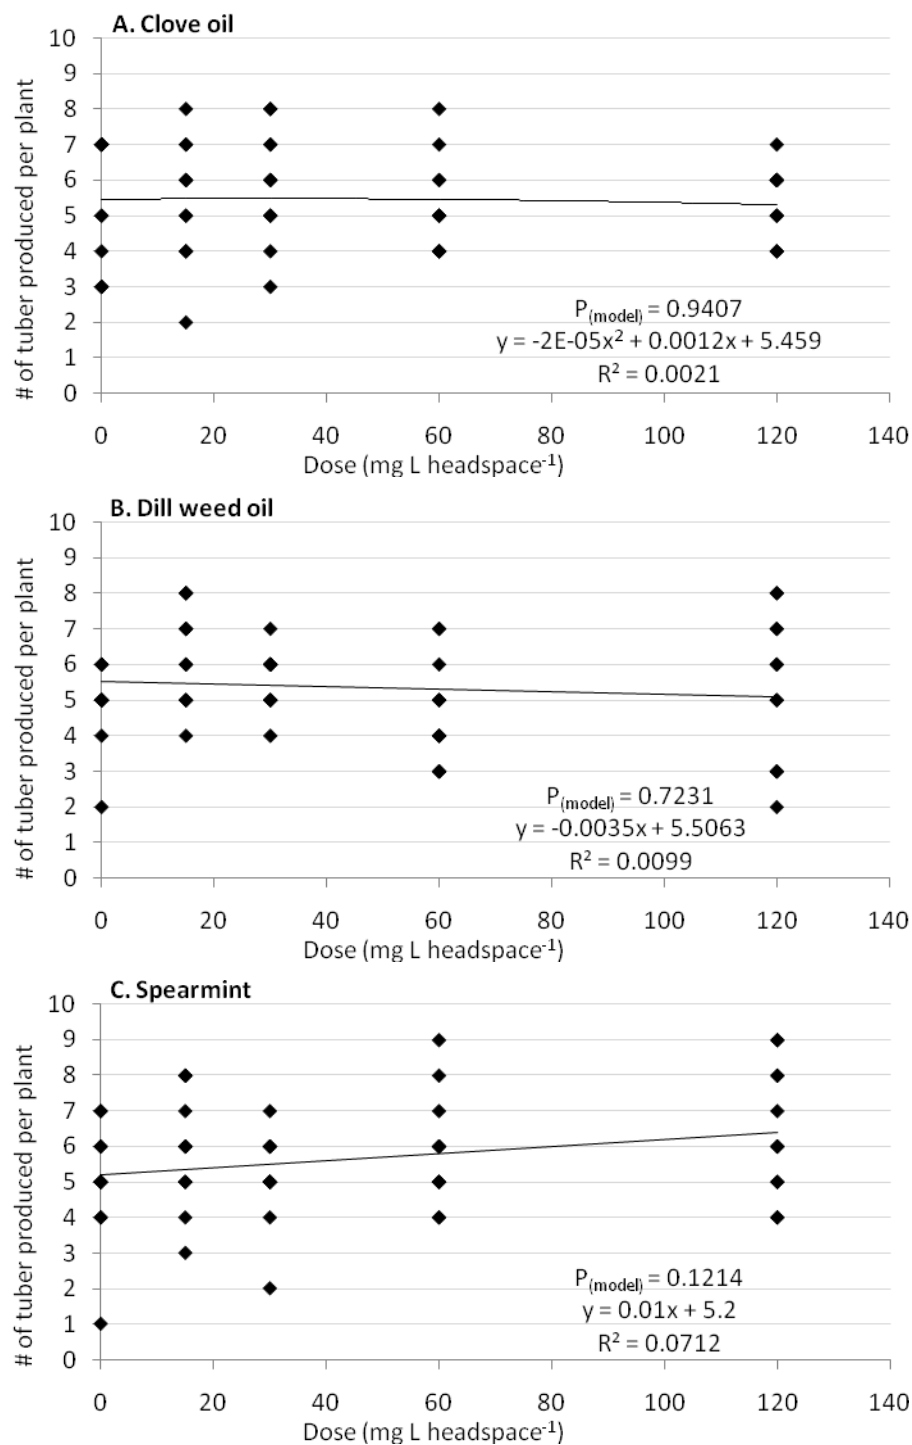 A. Clove oil
# of tuber produced per plant
10
9
8
7
6
5
4
3
2
1
0
P(model) = 0.9407
y = -2E-05x² + 0.0012x + 5.459
R² = 0.0021
0 20 40 60 80 100 120 140
Dose (mg L headspace⁻¹)
B. Dill weed oil
# of tuber produced per plant
10
9
8
7
6
5
4
3
2
1
0
P(model) = 0.7231
y = -0.0035x + 5.5063
R² = 0.0099
0 20 40 60 80 100 120 140
Dose (mg L headspace⁻¹)
C. Spearmint
# of tuber produced per plant
10
9
8
7
6
5
4
3
2
1
0
P(model) = 0.1214
y = 0.01x + 5.2
R² = 0.0712
0 20 40 60 80 100 120 140
Dose (mg L headspace⁻¹)